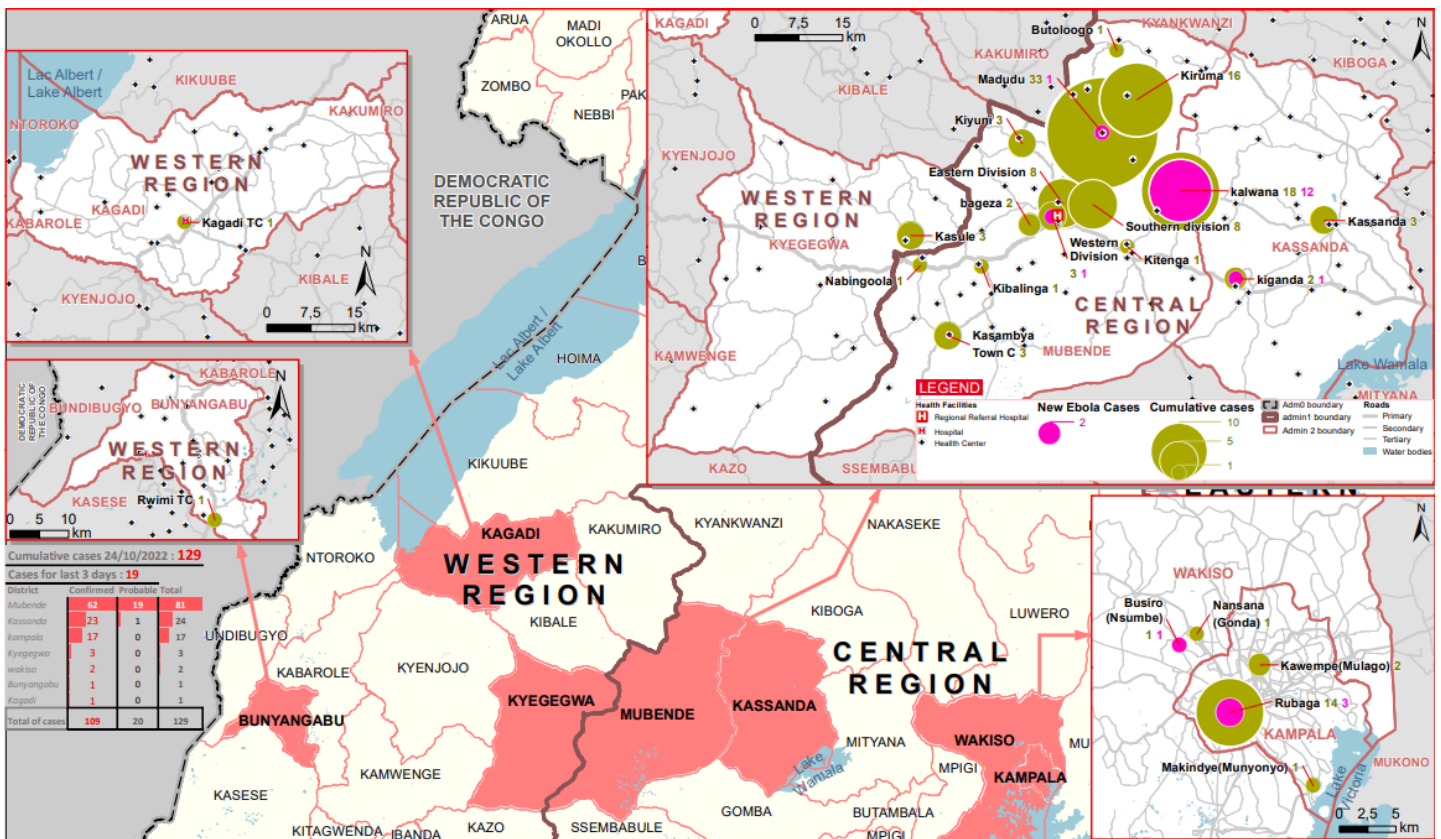 ARUA
MADI
OKOLLO
ZOMBO
NEBBI
PAK
DEMOCRATIC
REPUBLIC OF
THE CONGO
Lac Albert /
Lake Albert
HOIMA
B
KIKUUBE
KAGADI
KAKUMIRO
KYANKWANZI
NAKASEKE
NTOROKO
WESTERN
REGION
KIBALE
KIBOGA
LUWERO
UNDIBUGYO
KABAROLE
KYENJOJO
CENTRAL
REGION
BUNYANGABU
KYEGEGWA
MUBENDE
KASSANDA
MITYANA
WAKISO
MU
KAMPALA
MPIGI
Lake
Wamala
KAMWENGE
KASESE
GOMBA
BUTAMBALA
KITAGWENDA
IBANDA
KAZO
SSEMBABULE
MPIGI
EASTERN
Lac Albert /
Lake Albert
KIKUUBE
NTOROKO
KAKUMIRO
WESTERN
REGION
KABAROLE
KAGADI
Kagadi TC 1
N
KIBALE
KYENJOJO
0 7,5 15
km
DEMOCRATIC
REPUBLIC OF
THE CONGO
KABAROLE
N
BUNDIBUGYO
BUNYANGABU
WESTERN
REGION
KASESE
Rwimi TC 1
0 5 10
km
Cumulative cases 24/10/2022 : 129
Cases for last 3 days : 19
District Confirmed Probable Total
Mubende 62 19 81
Kassanda 23 1 24
kampala 17 0 17
Kyegegwa 3 0 3
wakiso 2 0 2
Bunyangabu 1 0 1
Kagadi 1 0 1
Total of cases 109 20 129
KAGADI
0 7,5 15
km
KYANKWANZI
N
Butoloogo 1
KAKUMIRO
Madudu 33 1
Kiruma 16
KIBOGA
KIBALE
Kiyuni 3
KYENJOJO
Eastern Division 8
kalwana 18 12
WESTERN
REGION
bageza 2
Southern division 8
Kassanda 3
KYEGEGWA
Kasule 3
Western
Division
3 1
Kitenga 1
KASSANDA
Nabingoola 1
Kibalinga 1
kiganda 2 1
CENTRAL
REGION
Kasambya
Town C 3
MUBENDE
KAMWENGE
Lake Wamala
MITYANA
KAZO
SSEMBABU
LEGEND
Health Facilities
H Regional Referral Hospital
H Hospital
Health Center
New Ebola Cases
2
Cumulative cases
10
5
1
Adm0 boundary
admin1 boundary
Admin 2 boundary
Roads
Primary
Secondary
Tertiary
Water bodies
N
WAKISO
Busiro
(Nsumbe)
1 1
Nansana
(Gonda) 1
Kawempe(Mulago) 2
Rubaga 14 3
KAMPALA
Makindye(Munyonyo) 1
MUKONO
Lake
Victoria
0 2,5 5
km